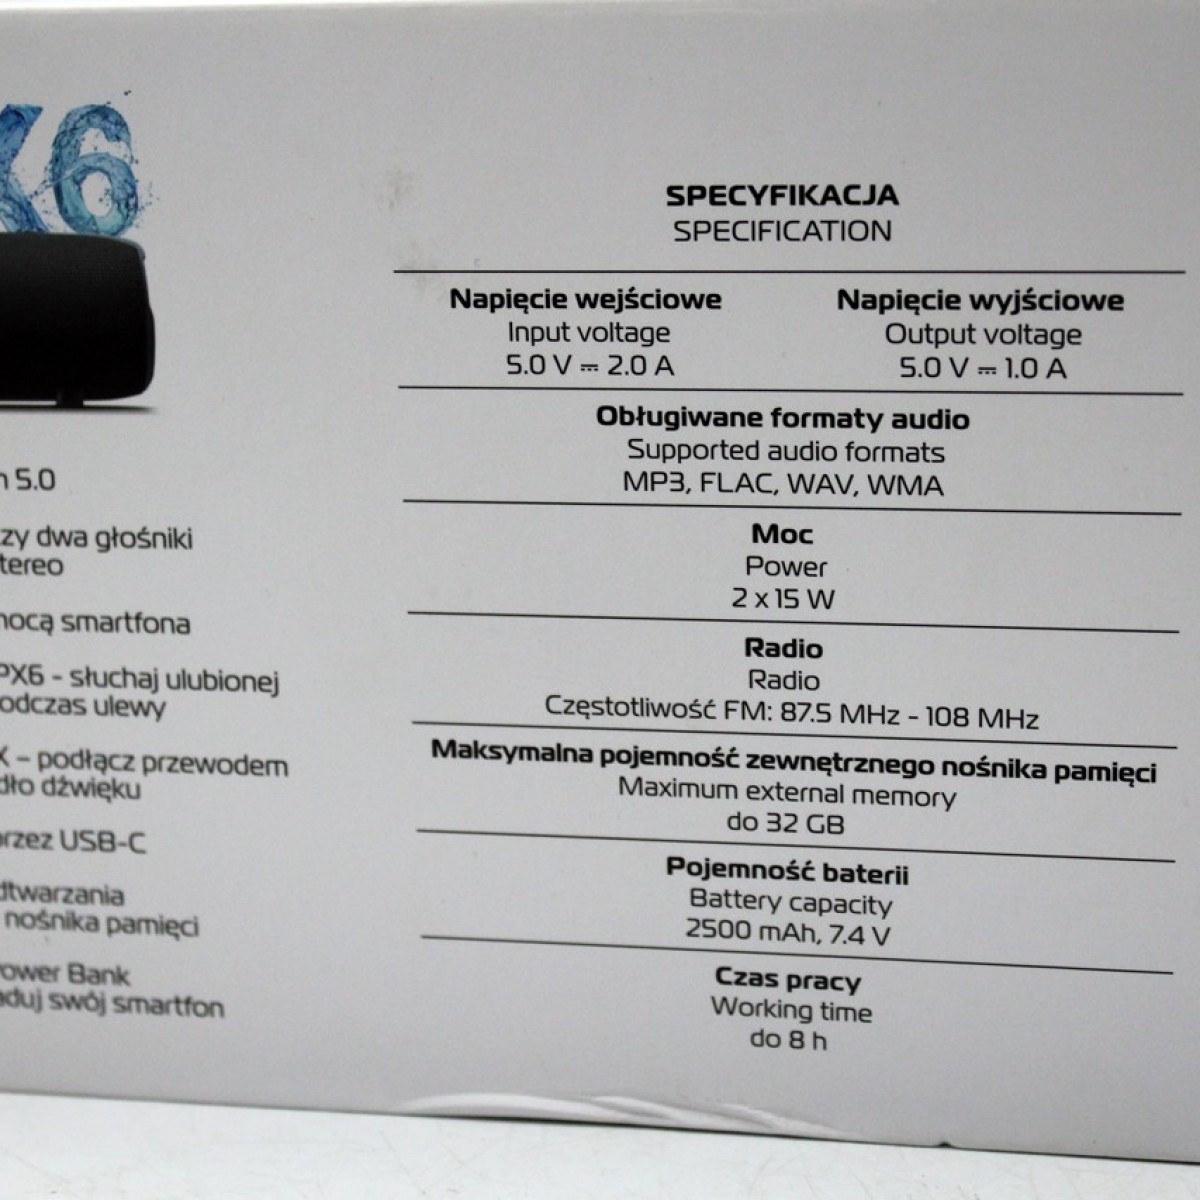 X6
5.0
zy dwa głośniki
tereo
mocą smartfona
PX6 - słuchaj ulubionej
odczas ulewy
X – podłącz przewodem
dło dźwięku
przez USB-C
dtwarzania
nośnika pamięci
Power Bank
aduj swój smartfon
SPECYFIKACJA
SPECIFICATION
Napięcie wejściowe
Input voltage
5.0 V ⎓ 2.0 A
Napięcie wyjściowe
Output voltage
5.0 V ⎓ 1.0 A
Obługiwane formaty audio
Supported audio formats
MP3, FLAC, WAV, WMA
Moc
Power
2 x 15 W
Radio
Radio
Częstotliwość FM: 87.5 MHz - 108 MHz
Maksymalna pojemność zewnętrznego nośnika pamięci
Maximum external memory
do 32 GB
Pojemność baterii
Battery capacity
2500 mAh, 7.4 V
Czas pracy
Working time
do 8 h